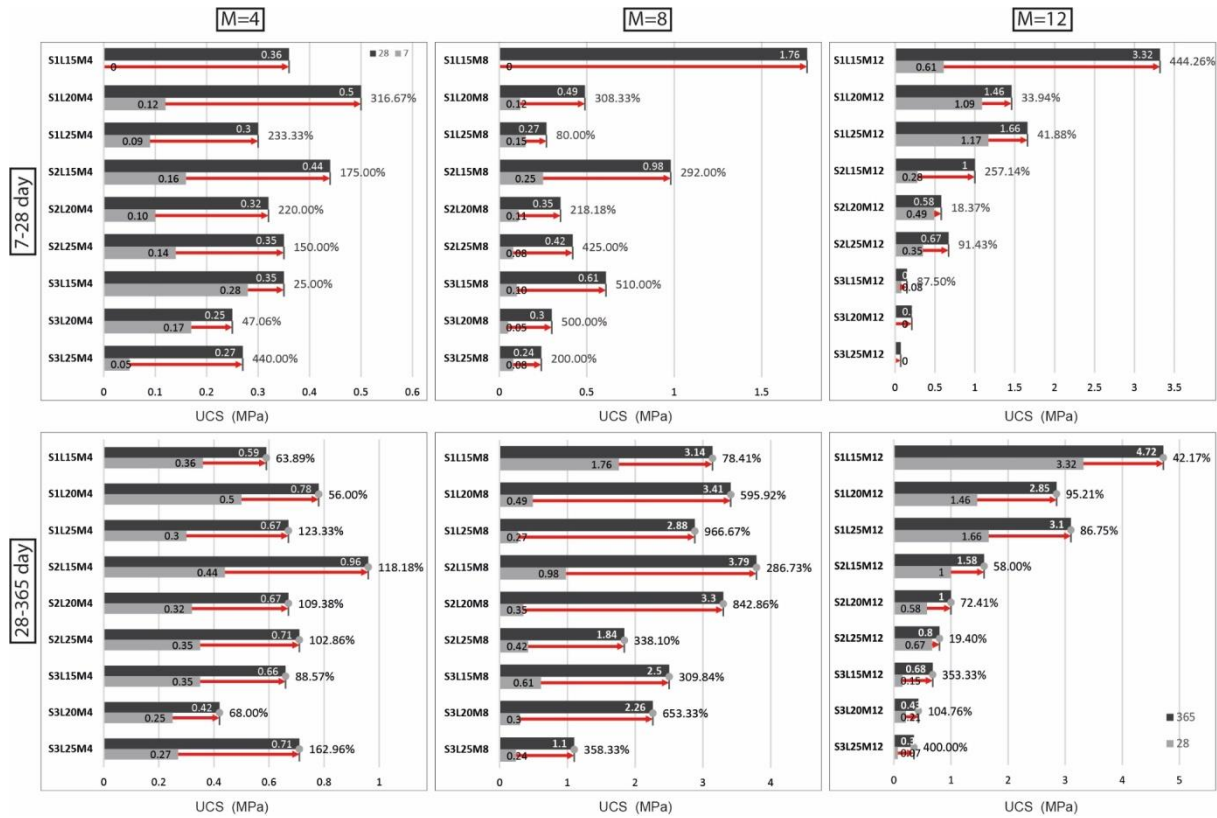 M=4
M=8
M=12
7-28 day
28 7
S1L15M4 0.36 0
S1L20M4 0.5 0.12 316.67%
S1L25M4 0.3 0.09 233.33%
S2L15M4 0.44 0.16 175.00%
S2L20M4 0.32 0.10 220.00%
S2L25M4 0.35 0.14 150.00%
S3L15M4 0.35 0.28 25.00%
S3L20M4 0.25 0.17 47.06%
S3L25M4 0.27 0.05 440.00%
0 0.1 0.2 0.3 0.4 0.5 0.6
UCS (MPa)
S1L15M8 1.76 0
S1L20M8 0.49 0.12 308.33%
S1L25M8 0.27 0.15 80.00%
S2L15M8 0.98 0.25 292.00%
S2L20M8 0.35 0.11 218.18%
S2L25M8 0.42 0.08 425.00%
S3L15M8 0.61 0.10 510.00%
S3L20M8 0.3 0.05 500.00%
S3L25M8 0.24 0.08 200.00%
0 0.5 1 1.5
UCS (MPa)
S1L15M12 3.32 0.61 444.26%
S1L20M12 1.46 1.09 33.94%
S1L25M12 1.66 1.17 41.88%
S2L15M12 1 0.28 257.14%
S2L20M12 0.58 0.49 18.37%
S2L25M12 0.67 0.35 91.43%
S3L15M12 0.08 87.50%
S3L20M12 0
S3L25M12 0
0 0.5 1 1.5 2 2.5 3 3.5
UCS (MPa)
28-365 day
S1L15M4 0.59 0.36 63.89%
S1L20M4 0.78 0.5 56.00%
S1L25M4 0.67 0.3 123.33%
S2L15M4 0.96 0.44 118.18%
S2L20M4 0.67 0.32 109.38%
S2L25M4 0.71 0.35 102.86%
S3L15M4 0.66 0.35 88.57%
S3L20M4 0.42 0.25 68.00%
S3L25M4 0.71 0.27 162.96%
0 0.2 0.4 0.6 0.8 1
UCS (MPa)
S1L15M8 3.14 1.76 78.41%
S1L20M8 3.41 0.49 595.92%
S1L25M8 2.88 0.27 966.67%
S2L15M8 3.79 0.98 286.73%
S2L20M8 3.3 0.35 842.86%
S2L25M8 1.84 0.42 338.10%
S3L15M8 2.5 0.61 309.84%
S3L20M8 2.26 0.3 653.33%
S3L25M8 1.1 0.24 358.33%
0 1 2 3 4
UCS (MPa)
S1L15M12 4.72 3.32 42.17%
S1L20M12 2.85 1.46 95.21%
S1L25M12 3.1 1.66 86.75%
S2L15M12 1.58 1 58.00%
S2L20M12 1 0.58 72.41%
S2L25M12 0.8 0.67 19.40%
S3L15M12 0.68 0.15 353.33%
S3L20M12 0.43 0.21 104.76%
S3L25M12 0.3 0.07 400.00%
365
28
0 1 2 3 4 5
UCS (MPa)